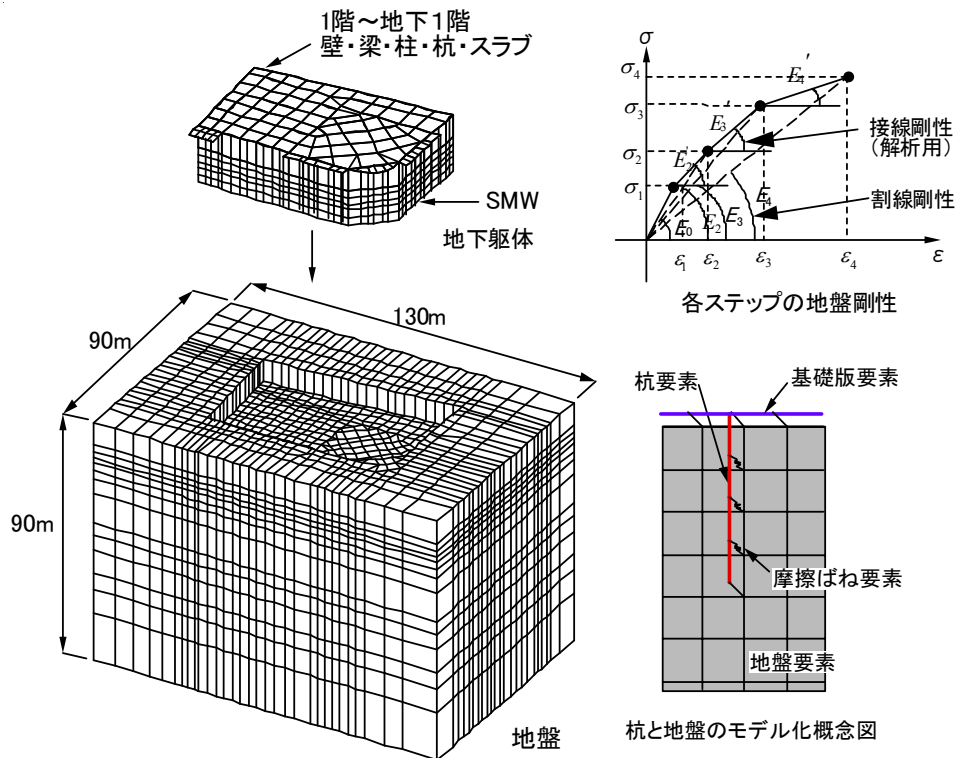 1階～地下1階
壁・梁・柱・杭・スラブ
SMW
地下躯体
90m
130m
90m
地盤
σ
σ4
σ3
σ2
σ1
E4'
E3'
E2'
E0
E2
E3
E4
ε1
ε2
ε3
ε4
ε
接線剛性
(解析用)
割線剛性
各ステップの地盤剛性
杭要素
基礎版要素
摩擦ばね要素
地盤要素
杭と地盤のモデル化概念図